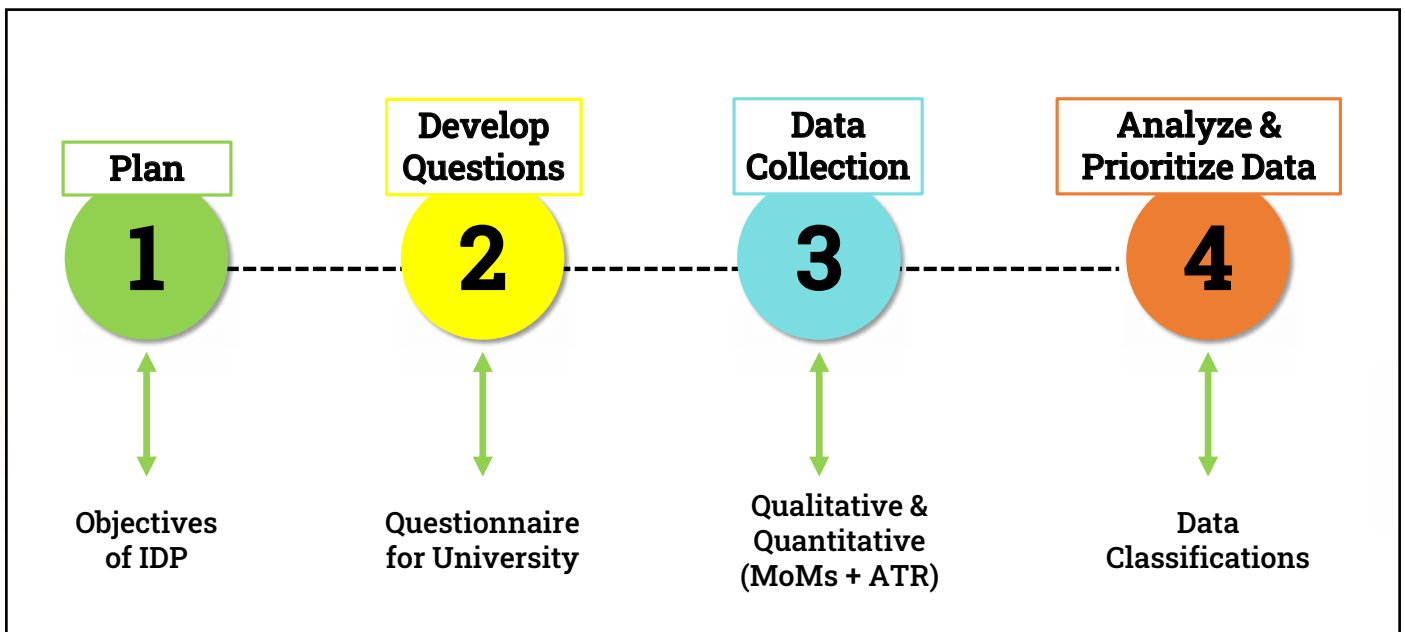 Plan
1
Objectives
of IDP
Develop
Questions
2
Questionnaire
for University
Data
Collection
3
Qualitative &
Quantitative
(MoMs + ATR)
Analyze &
Prioritize Data
4
Data
Classifications